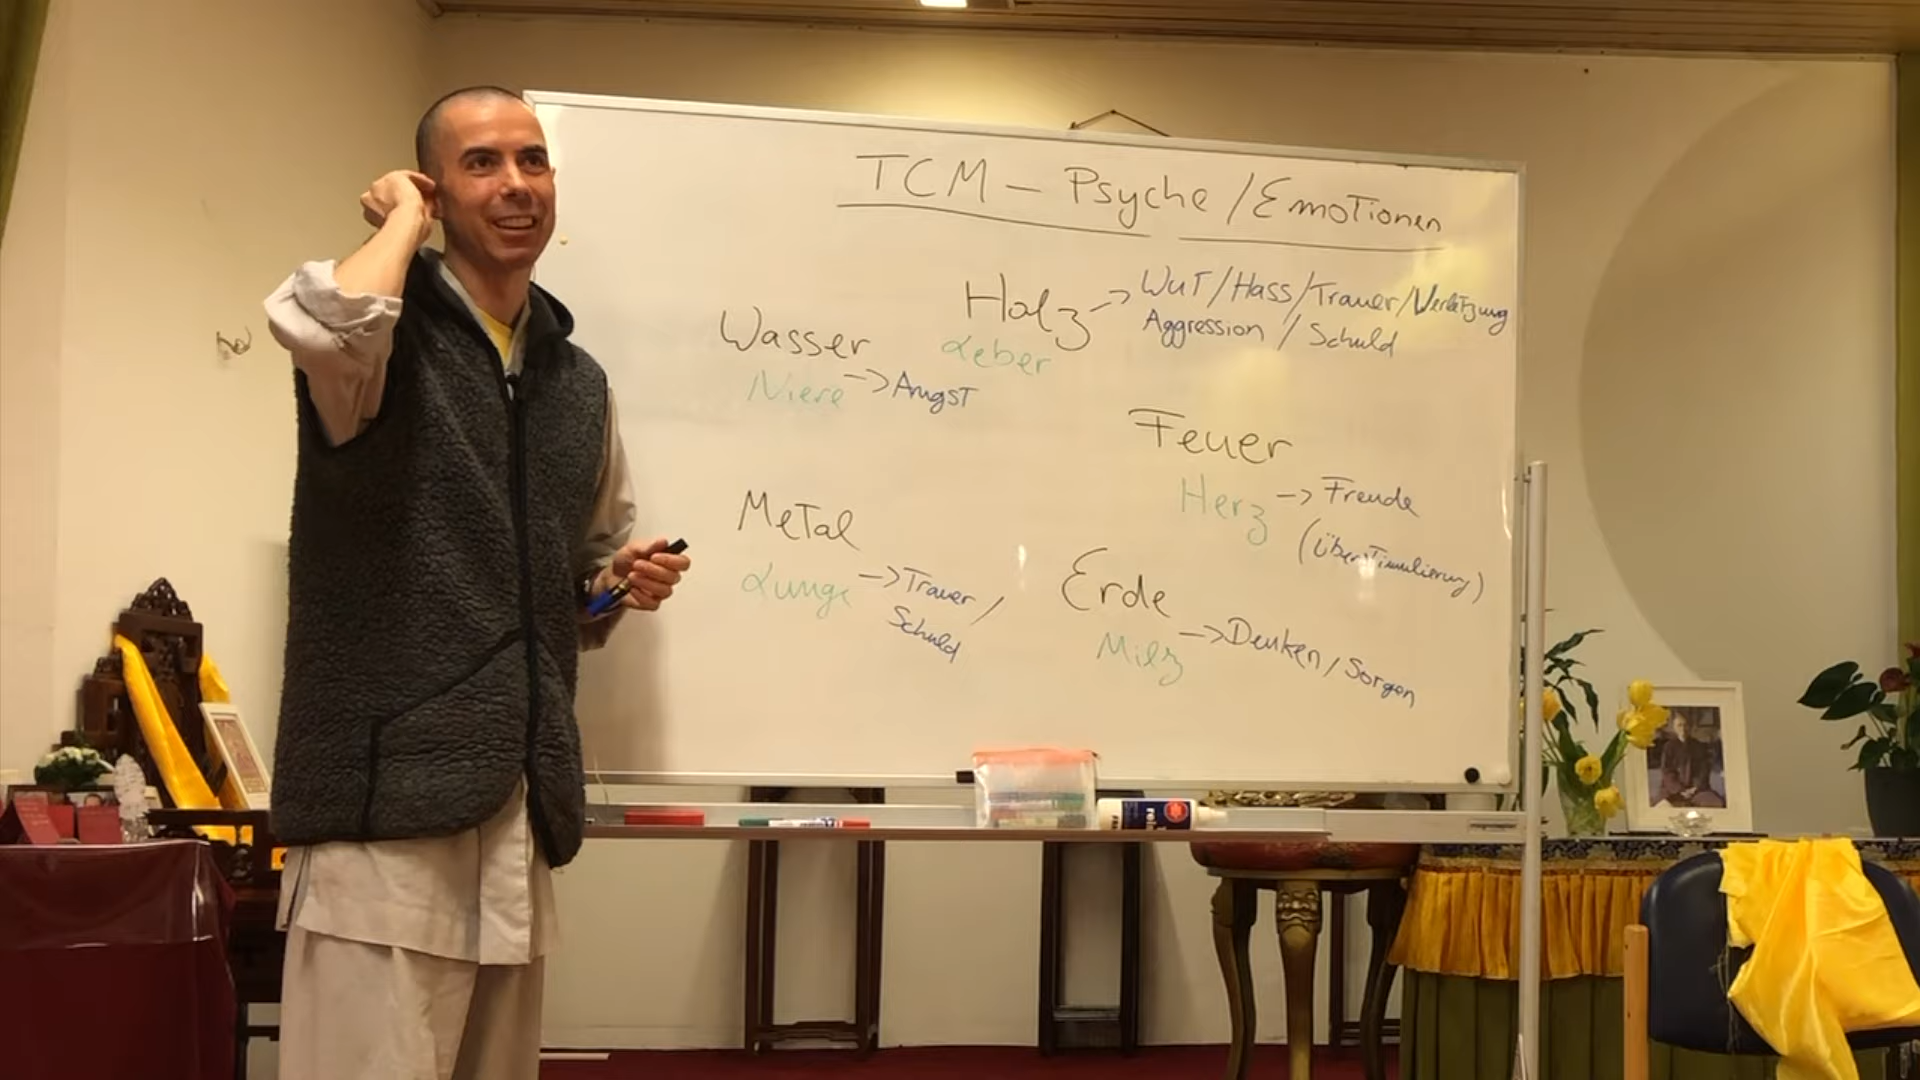 TCM – Psyche / Emotionen
Holz -> Wut / Hass / Trauer / Verletzung
Aggression / Schuld
Leber
Wasser
Niere -> Angst
Feuer
Herz -> Freude
(Überstimulierung)
Metal
Lunge -> Trauer /
Schuld
Erde
Milz -> Denken, Sorgen